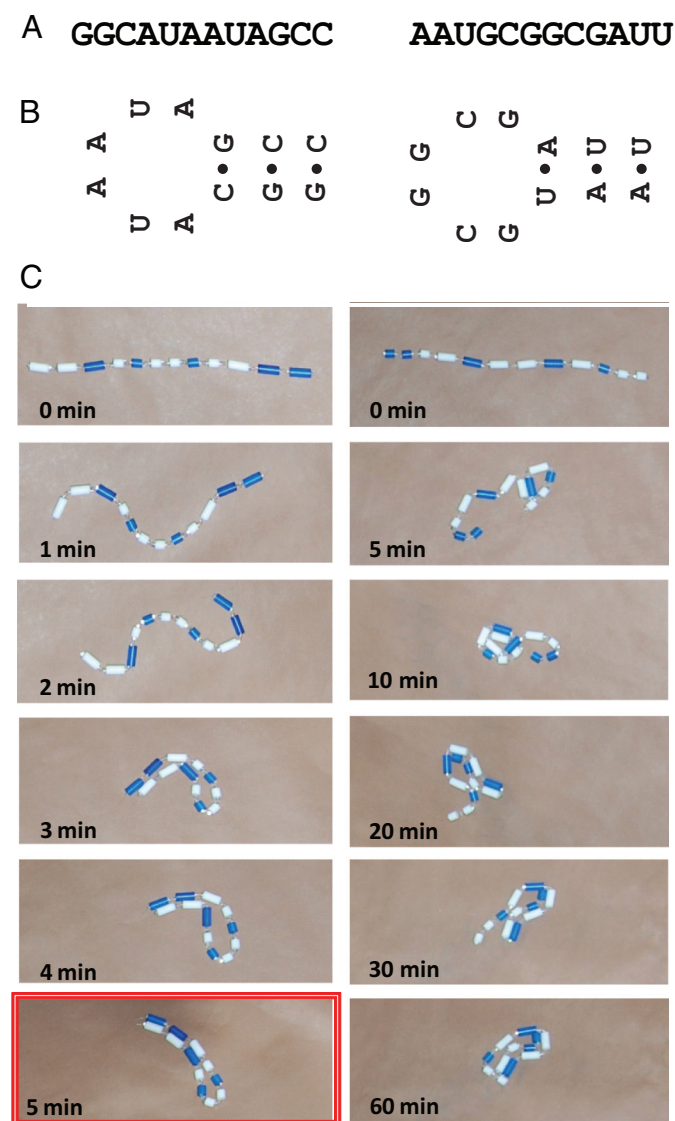 A GGCAUAAUAGCC AAUGCGGCGAUU
B
U A
A G C C
• • •
A C G G
U A
C G
G A U U
• • •
G U A A
C G
C
0 min
1 min
2 min
3 min
4 min
5 min
0 min
5 min
10 min
20 min
30 min
60 min